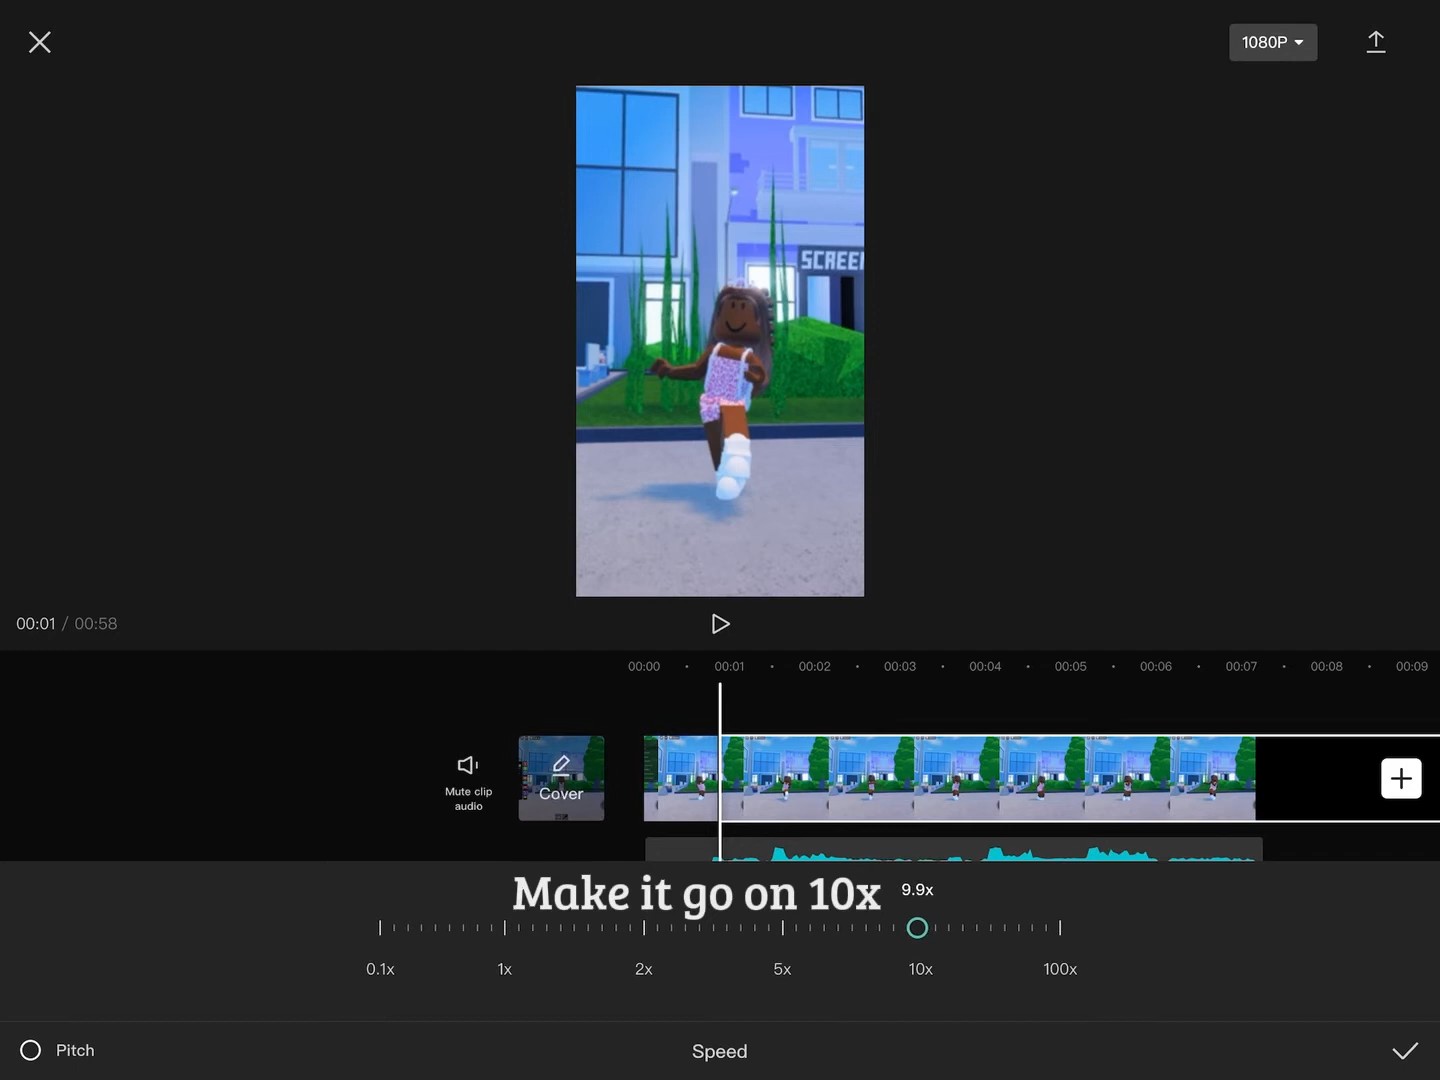 1080P
SCREE
00:01 / 00:58
00:00 00:01 00:02 00:03 00:04 00:05 00:06 00:07 00:08 00:09
Mute clip
audio
Cover
Make it go on 10x
9.9x
0.1x 1x 2x 5x 10x 100x
Pitch
Speed